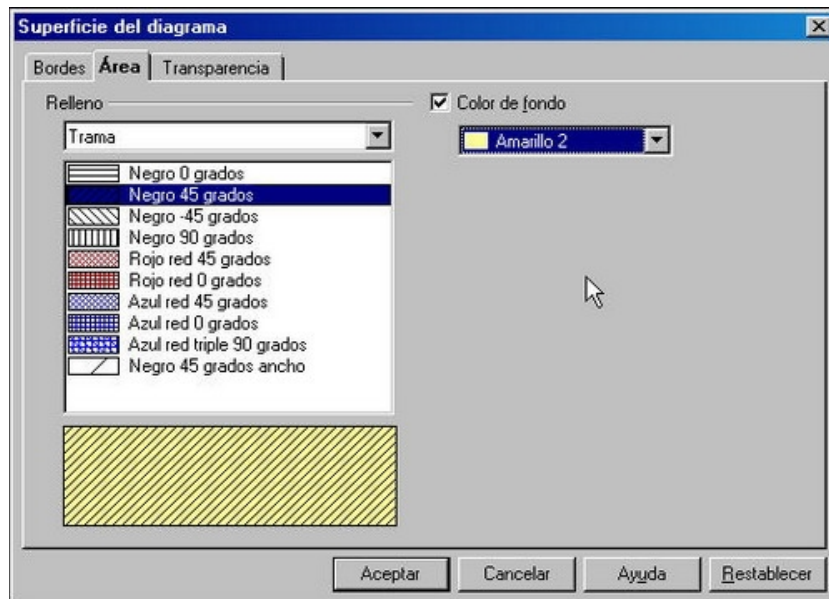 Superficie del diagrama
Bordes Área Transparencia
Relleno
Trama
Negro 0 grados
Negro 45 grados
Negro -45 grados
Negro 90 grados
Rojo red 45 grados
Rojo red 0 grados
Azul red 45 grados
Azul red 0 grados
Azul red triple 90 grados
Negro 45 grados ancho
Color de fondo
Amarillo 2
Aceptar Cancelar Ayuda Restablecer